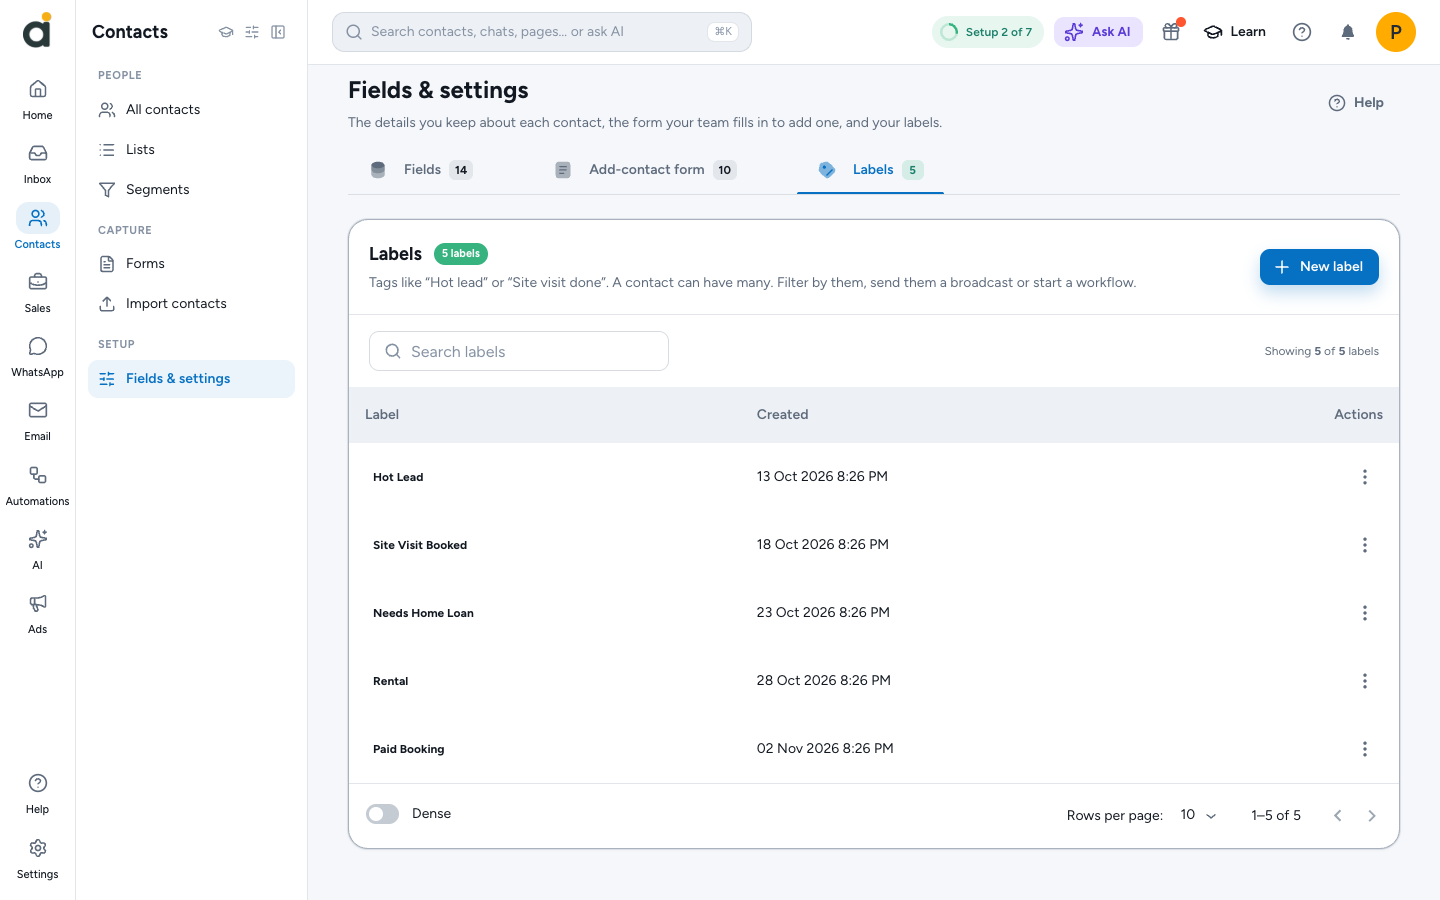 Contacts
Search contacts, chats, pages... or ask AI
⌘K
Setup 2 of 7
Ask AI
Learn
P
Home
Inbox
Contacts
Sales
WhatsApp
Email
Automations
AI
Ads
Help
Settings
PEOPLE
All contacts
Lists
Segments
CAPTURE
Forms
Import contacts
SETUP
Fields & settings
Fields & settings
The details you keep about each contact, the form your team fills in to add one, and your labels.
Help
Fields 14
Add-contact form 10
Labels 5
Labels 5 labels
Tags like “Hot lead” or “Site visit done”. A contact can have many. Filter by them, send them a broadcast or start a workflow.
New label
Search labels
Showing 5 of 5 labels
Label Created Actions
Hot Lead 13 Oct 2026 8:26 PM
Site Visit Booked 18 Oct 2026 8:26 PM
Needs Home Loan 23 Oct 2026 8:26 PM
Rental 28 Oct 2026 8:26 PM
Paid Booking 02 Nov 2026 8:26 PM
Dense
Rows per page: 10 1–5 of 5